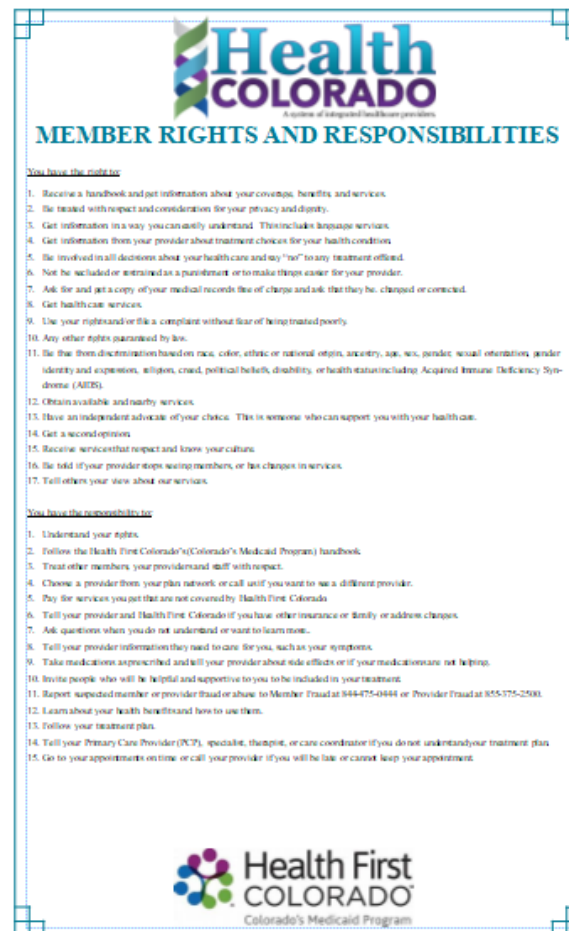 Health
COLORADO
A system of integrated healthcare providers
MEMBER RIGHTS AND RESPONSIBILITIES
You have the right to:
1. Receive a handbook and get information about your coverage, benefits, and services.
2. Be treated with respect and consideration for your privacy and dignity.
3. Get information in a way you can easily understand. This includes language services.
4. Get information from your provider about treatment choices for your health condition.
5. Be involved in all decisions about your health care and say "no" to any treatment offered.
6. Not be secluded or restrained as a punishment or to make things easier for your provider.
7. Ask for and get a copy of your medical records free of charge and ask that they be. changed or corrected.
8. Get health care services.
9. Use your rights and/or file a complaint without fear of being treated poorly.
10. Any other rights guaranteed by law.
11. Be free from discrimination based on race, color, ethnic or national origin, ancestry, age, sex, gender, sexual orientation, gender
identity and expression, religion, creed, political beliefs, disability, or health status including Acquired Immune Deficiency Syn-
drome (AIDS).
12. Obtain available and nearby services.
13. Have an independent advocate of your choice. This is someone who can support you with your health care.
14. Get a second opinion.
15. Receive services that respect and know your culture.
16. Be told if your provider stops seeing members, or has changes in services.
17. Tell others your view about our services.
You have the responsibility to:
1. Understand your rights.
2. Follow the Health First Colorado's(Colorado's Medicaid Program) handbook.
3. Treat other members, your providers and staff with respect.
4. Choose a provider from your plan network or call us if you want to see a different provider.
5. Pay for services you get that are not covered by Health First Colorado.
6. Tell your provider and Health First Colorado if you have other insurance or family or address changes.
7. Ask questions when you do not understand or want to learn more..
8. Tell your provider information they need to care for you, such as your symptoms.
9. Take medications as prescribed and tell your provider about side effects or if your medications are not helping.
10. Invite people who will be helpful and supportive to you to be included in your treatment.
11. Report suspected member or provider fraud or abuse to Member Fraud at 844-475-0444 or Provider Fraud at 855-375-2500.
12. Learn about your health benefits and how to use them.
13. Follow your treatment plan.
14. Tell your Primary Care Provider (PCP), specialist, therapist, or care coordinator if you do not understand your treatment plan.
15. Go to your appointments on time or call your provider if you will be late or cannot keep your appointment.
Health First
COLORADO
Colorado's Medicaid Program